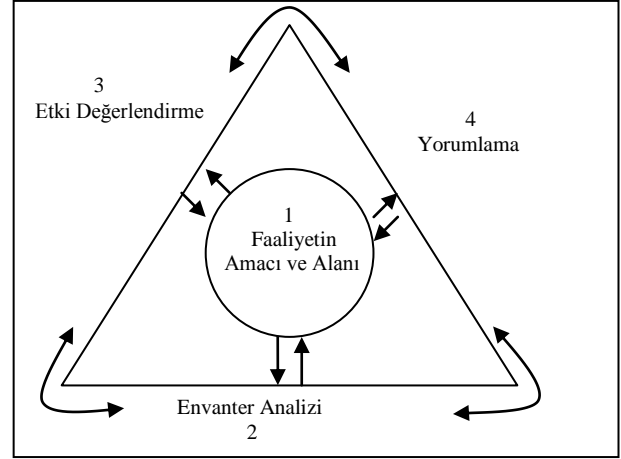 3
Etki Değerlendirme
4
Yorumlama
1
Faaliyetin
Amacı ve Alanı
Envanter Analizi
2